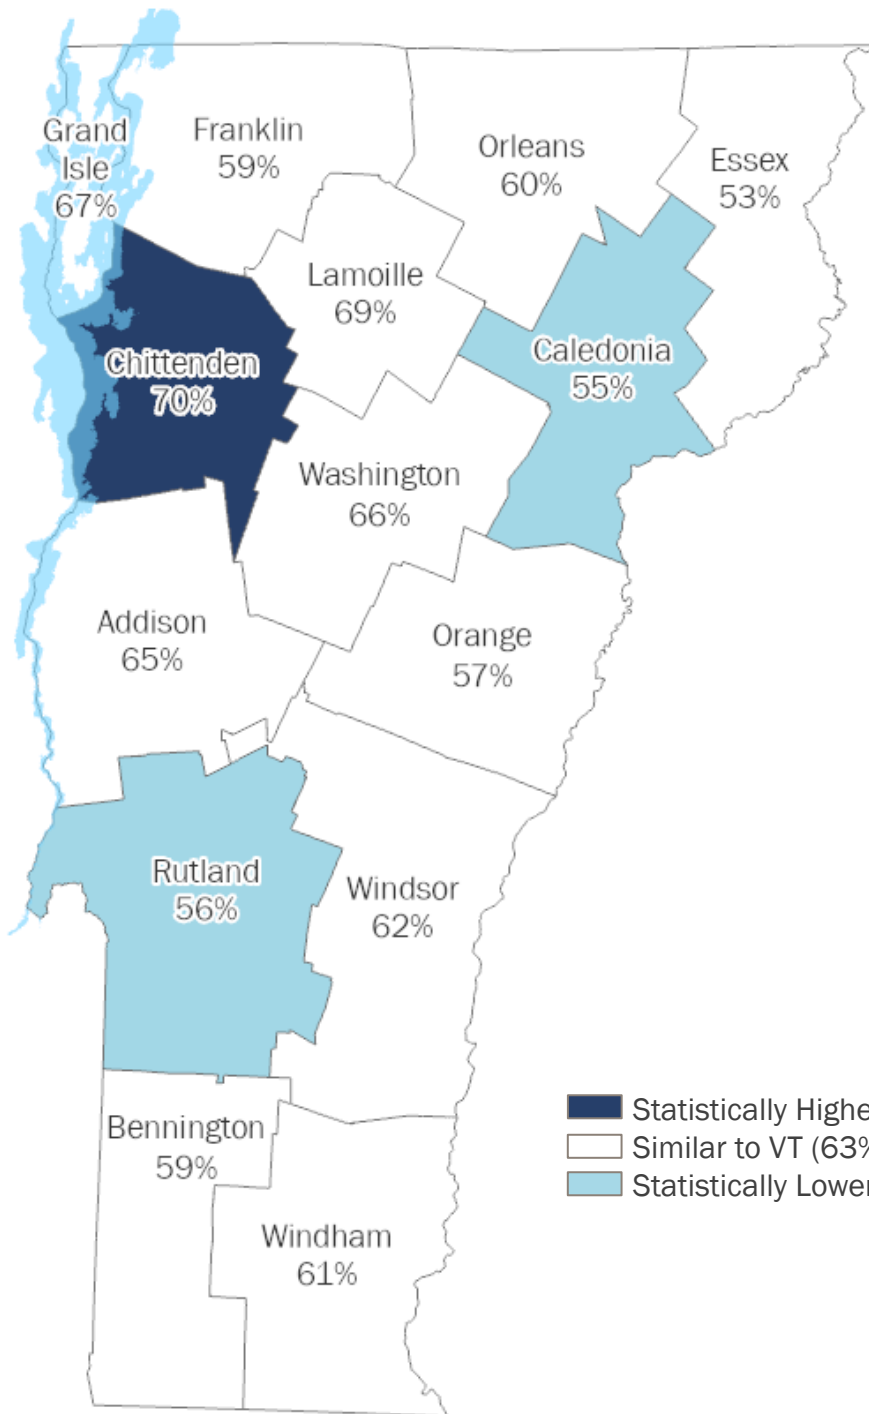 Grand
Isle
67%
Franklin
59%
Orleans
60%
Essex
53%
Lamoille
69%
Chittenden
70%
Caledonia
55%
Washington
66%
Addison
65%
Orange
57%
Rutland
56%
Windsor
62%
Bennington
59%
Windham
61%
Statistically Highe
Similar to VT (63%
Statistically Lower